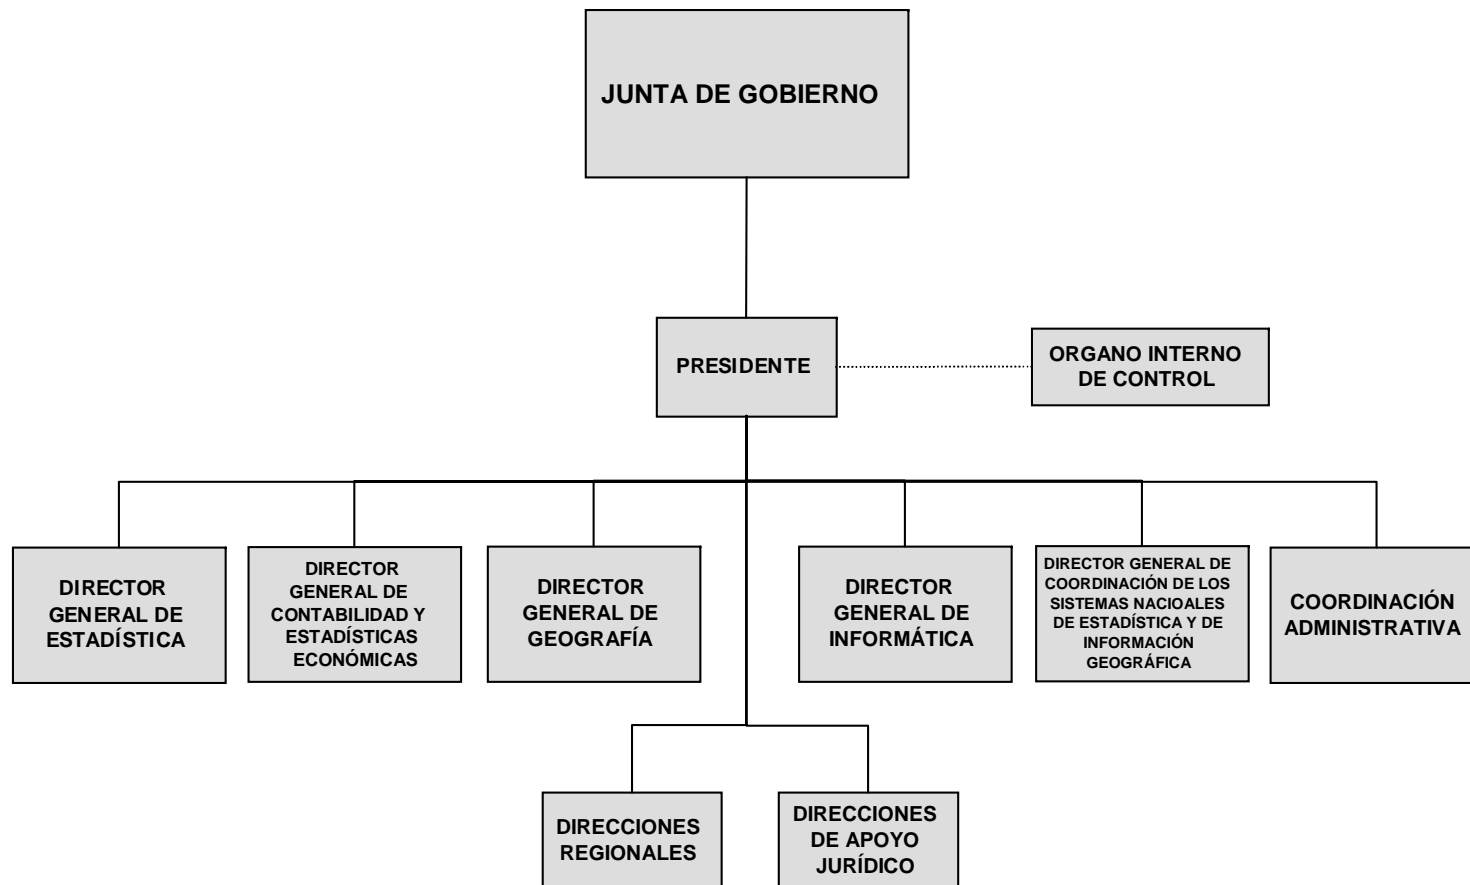 JUNTA DE GOBIERNO
PRESIDENTE
ORGANO INTERNO
DE CONTROL
DIRECTOR
GENERAL DE
ESTADÍSTICA
DIRECTOR
GENERAL DE
CONTABILIDAD Y
ESTADÍSTICAS
ECONÓMICAS
DIRECTOR
GENERAL DE
GEOGRAFÍA
DIRECTOR
GENERAL DE
INFORMÁTICA
DIRECTOR GENERAL DE
COORDINACIÓN DE LOS
SISTEMAS NACIOALES
DE ESTADÍSTICA Y DE
INFORMACIÓN
GEOGRÁFICA
COORDINACIÓN
ADMINISTRATIVA
DIRECCIONES
REGIONALES
DIRECCIONES
DE APOYO
JURÍDICO